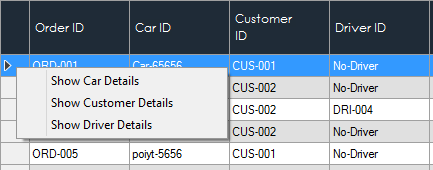 Order ID Car ID Customer ID Driver ID
ORD-001 Car-65656 CUS-001 No-Driver
Show Car Details CUS-002 No-Driver
Show Customer Details CUS-002 DRI-004
Show Driver Details CUS-002 No-Driver
ORD-005 poiyt-5656 CUS-001 No-Driver